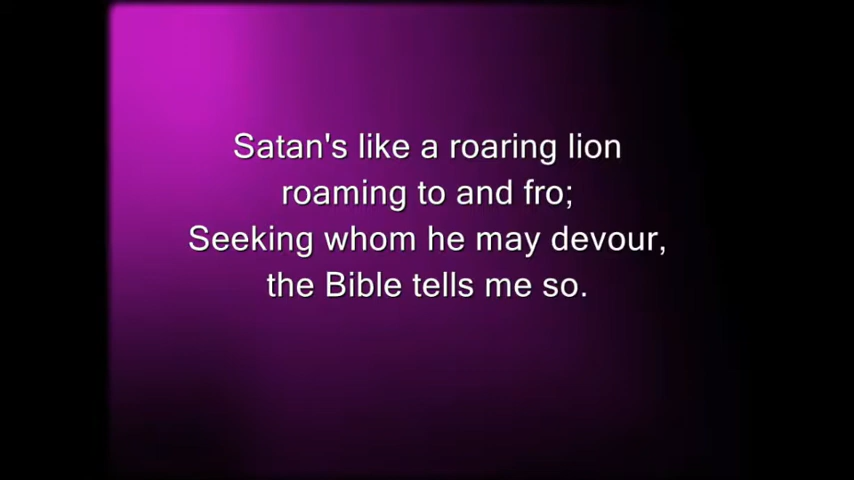 Satan's like a roaring lion
roaming to and fro;
Seeking whom he may devour,
the Bible tells me so.